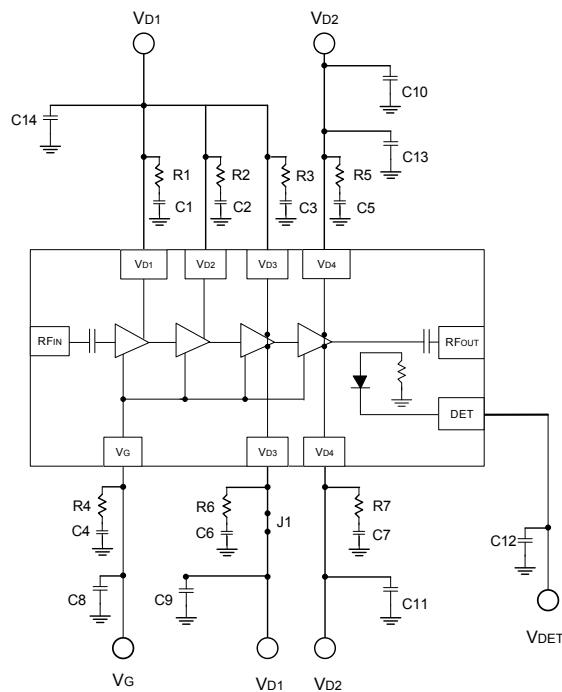 VD1 VD2
C10
C14
C13
R1 R2 R3 R5
C1 C2 C3 C5
VD1 VD2 VD3 VD4
RFIN RFOUT
DET
VG VD3 VD4
R4 R6 R7
J1
C4 C6 C7 C12
C8 C9 C11
VG VD1 VD2 VDET